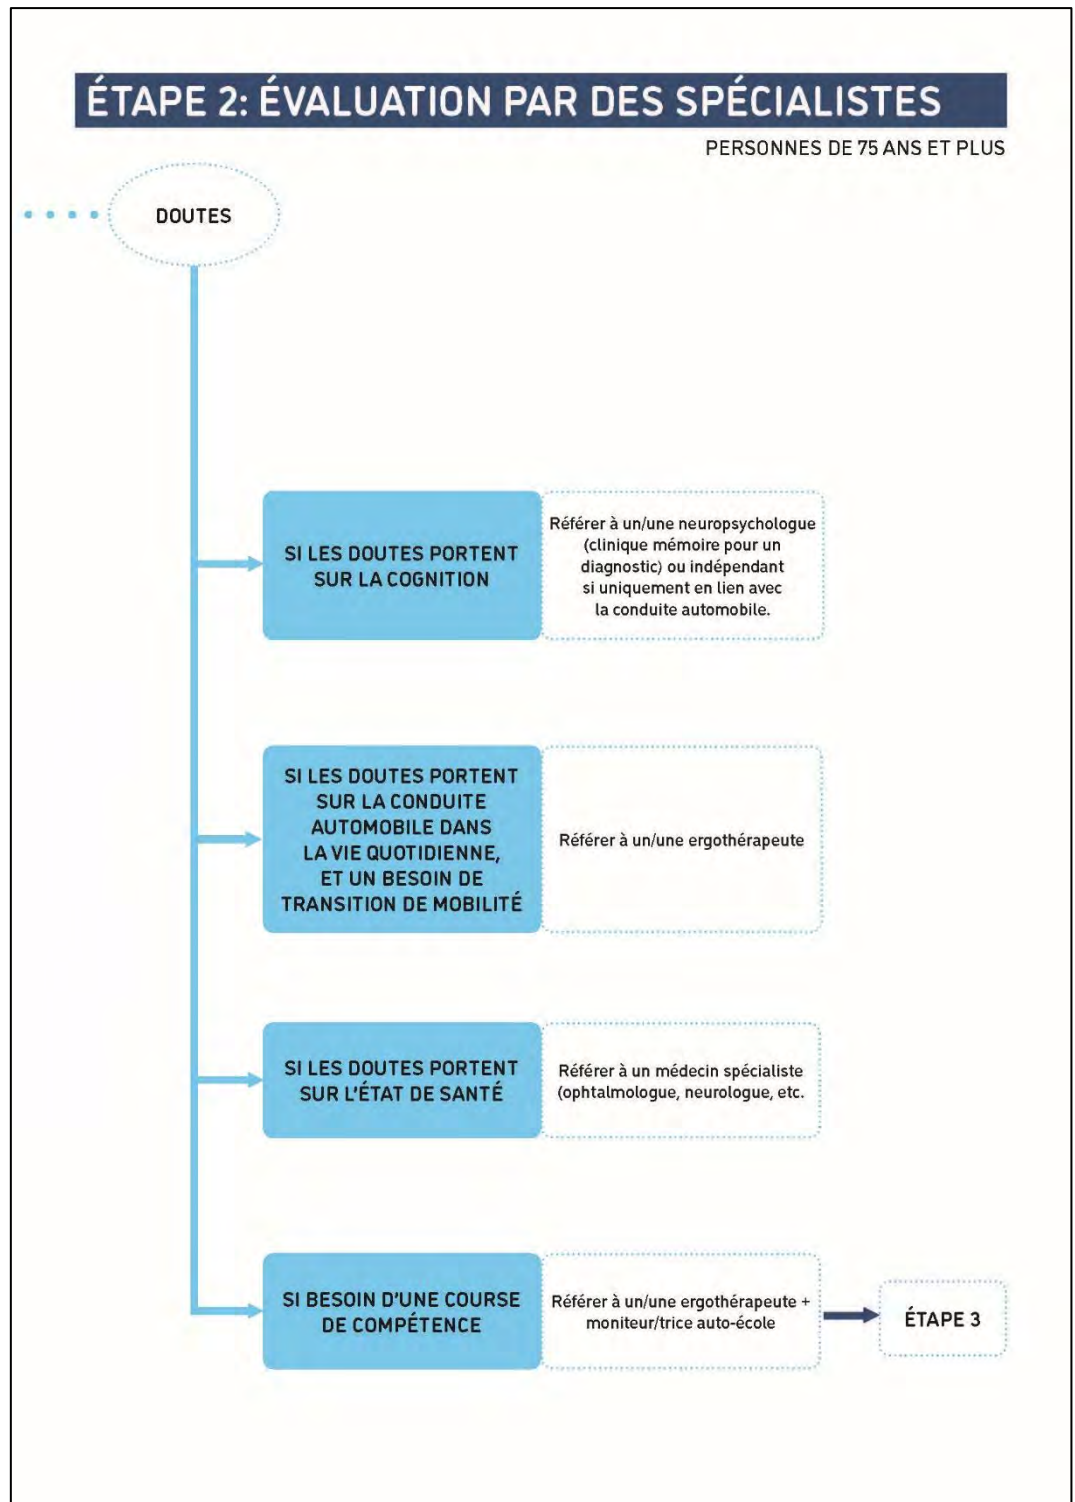 ÉTAPE 2: ÉVALUATION PAR DES SPÉCIALISTES
PERSONNES DE 75 ANS ET PLUS
DOUTES
SI LES DOUTES PORTENT
SUR LA COGNITION
Référer à un/une neuropsychologue
(clinique mémoire pour un
diagnostic) ou indépendant
si uniquement en lien avec
la conduite automobile.
SI LES DOUTES PORTENT
SUR LA CONDUITE
AUTOMOBILE DANS
LA VIE QUOTIDIENNE,
ET UN BESOIN DE
TRANSITION DE MOBILITÉ
Référer à un/une ergothérapeute
SI LES DOUTES PORTENT
SUR L'ÉTAT DE SANTÉ
Référer à un médecin spécialiste
(ophtalmologue, neurologue, etc.
SI BESOIN D'UNE COURSE
DE COMPÉTENCE
Référer à un/une ergothérapeute +
moniteur/trice auto-école
ÉTAPE 3